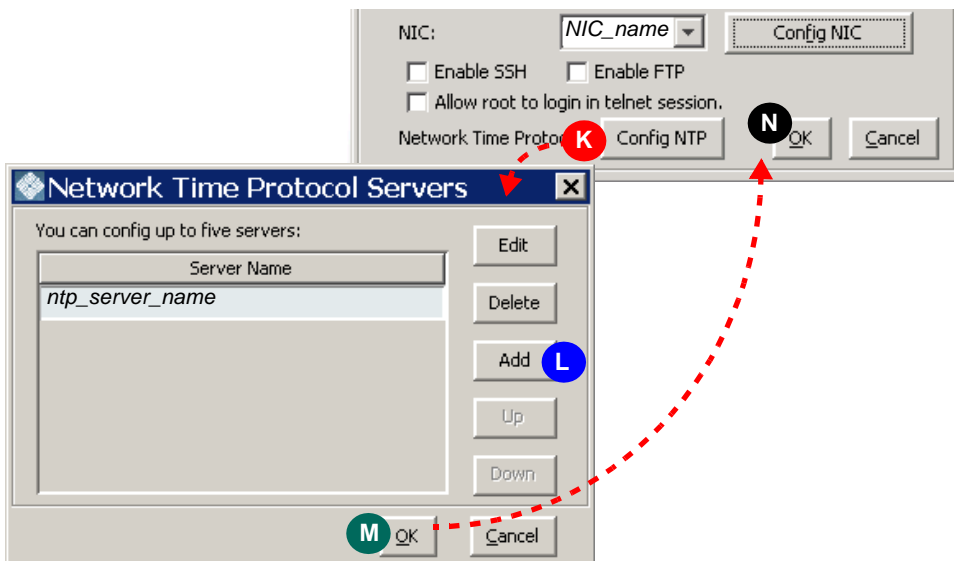 NIC: NIC_name Config NIC
Enable SSH Enable FTP
Allow root to login in telnet session.
Network Time Protoc K Config NTP N OK Cancel
Network Time Protocol Servers
You can config up to five servers:
Server Name
ntp_server_name
Edit
Delete
Add L
Up
Down
M OK Cancel